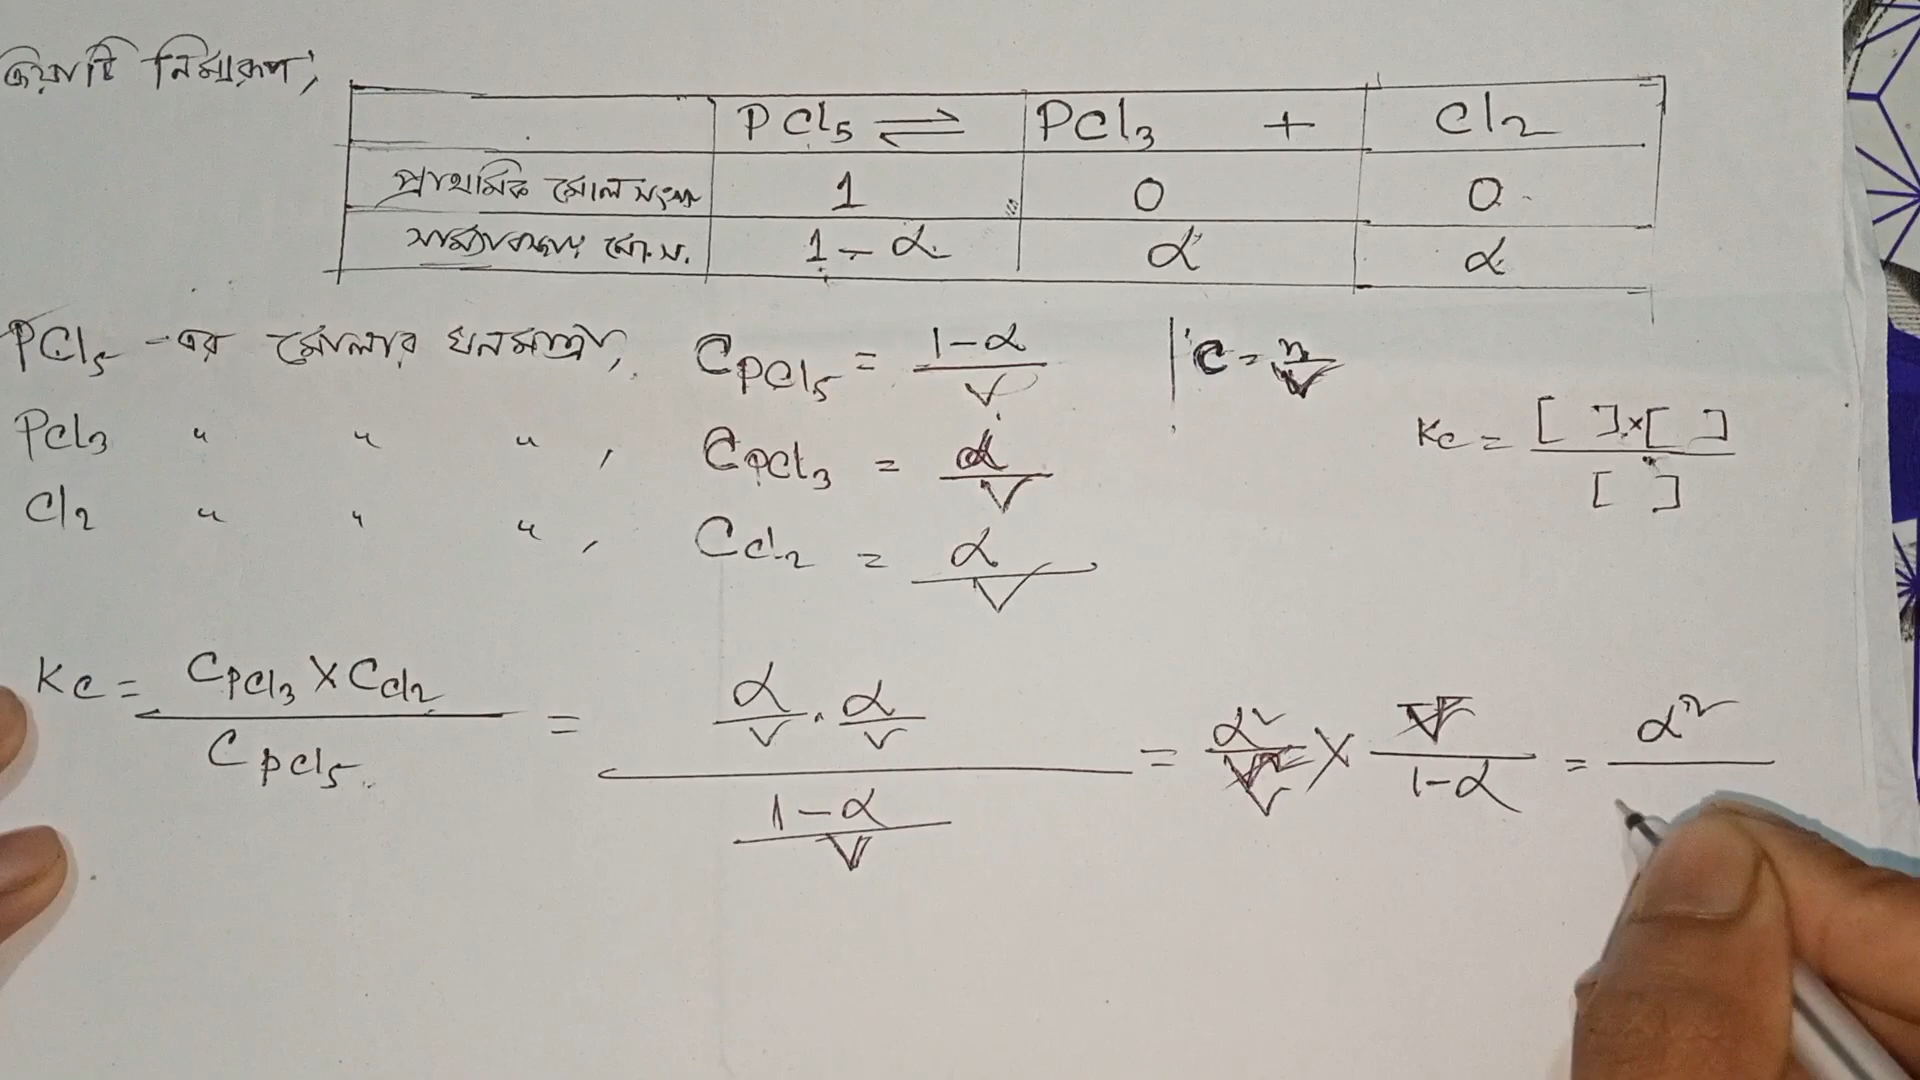 ক্রিয়াটি নিম্নরূপ,
PCl5 ⇌ PCl3 + Cl2
প্রাথমিক মোল সংখ্যা 1 0 0
সাম্যাবস্থায় মো.স. 1-α α α
PCl5 -এর মোলার ঘনমাত্রা, CPCl5 = (1-α)/V | C = n/V
Kc = [ ]×[ ] / [ ]
PCl3 " " " , CPCl3 = α/V
Cl2 " " " , CCl2 = α/V
Kc = (CPCl3 × CCl2)/CPCl5 = (α/V · α/V)/((1-α)/V) = α²/V² × V/(1-α) = α²/